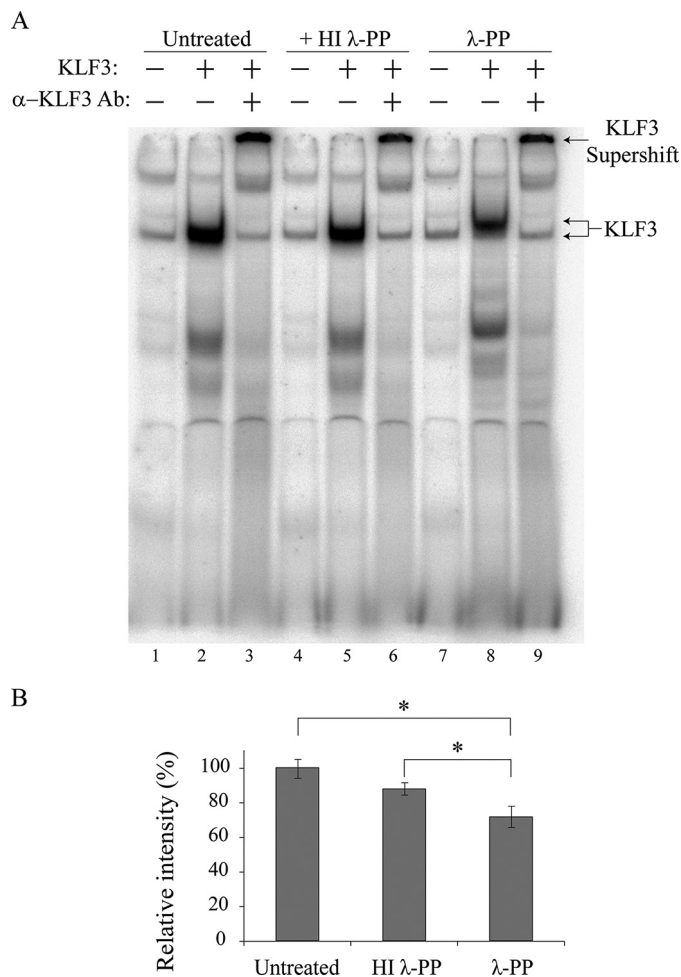 A
Untreated + HI λ-PP λ-PP
KLF3: − + + − + + − + +
α−KLF3 Ab: − − + − − + − − +
KLF3
Supershift
KLF3
1 2 3 4 5 6 7 8 9
B
* 
*
Relative intensity (%)
100
80
60
40
20
0
Untreated HI λ-PP λ-PP